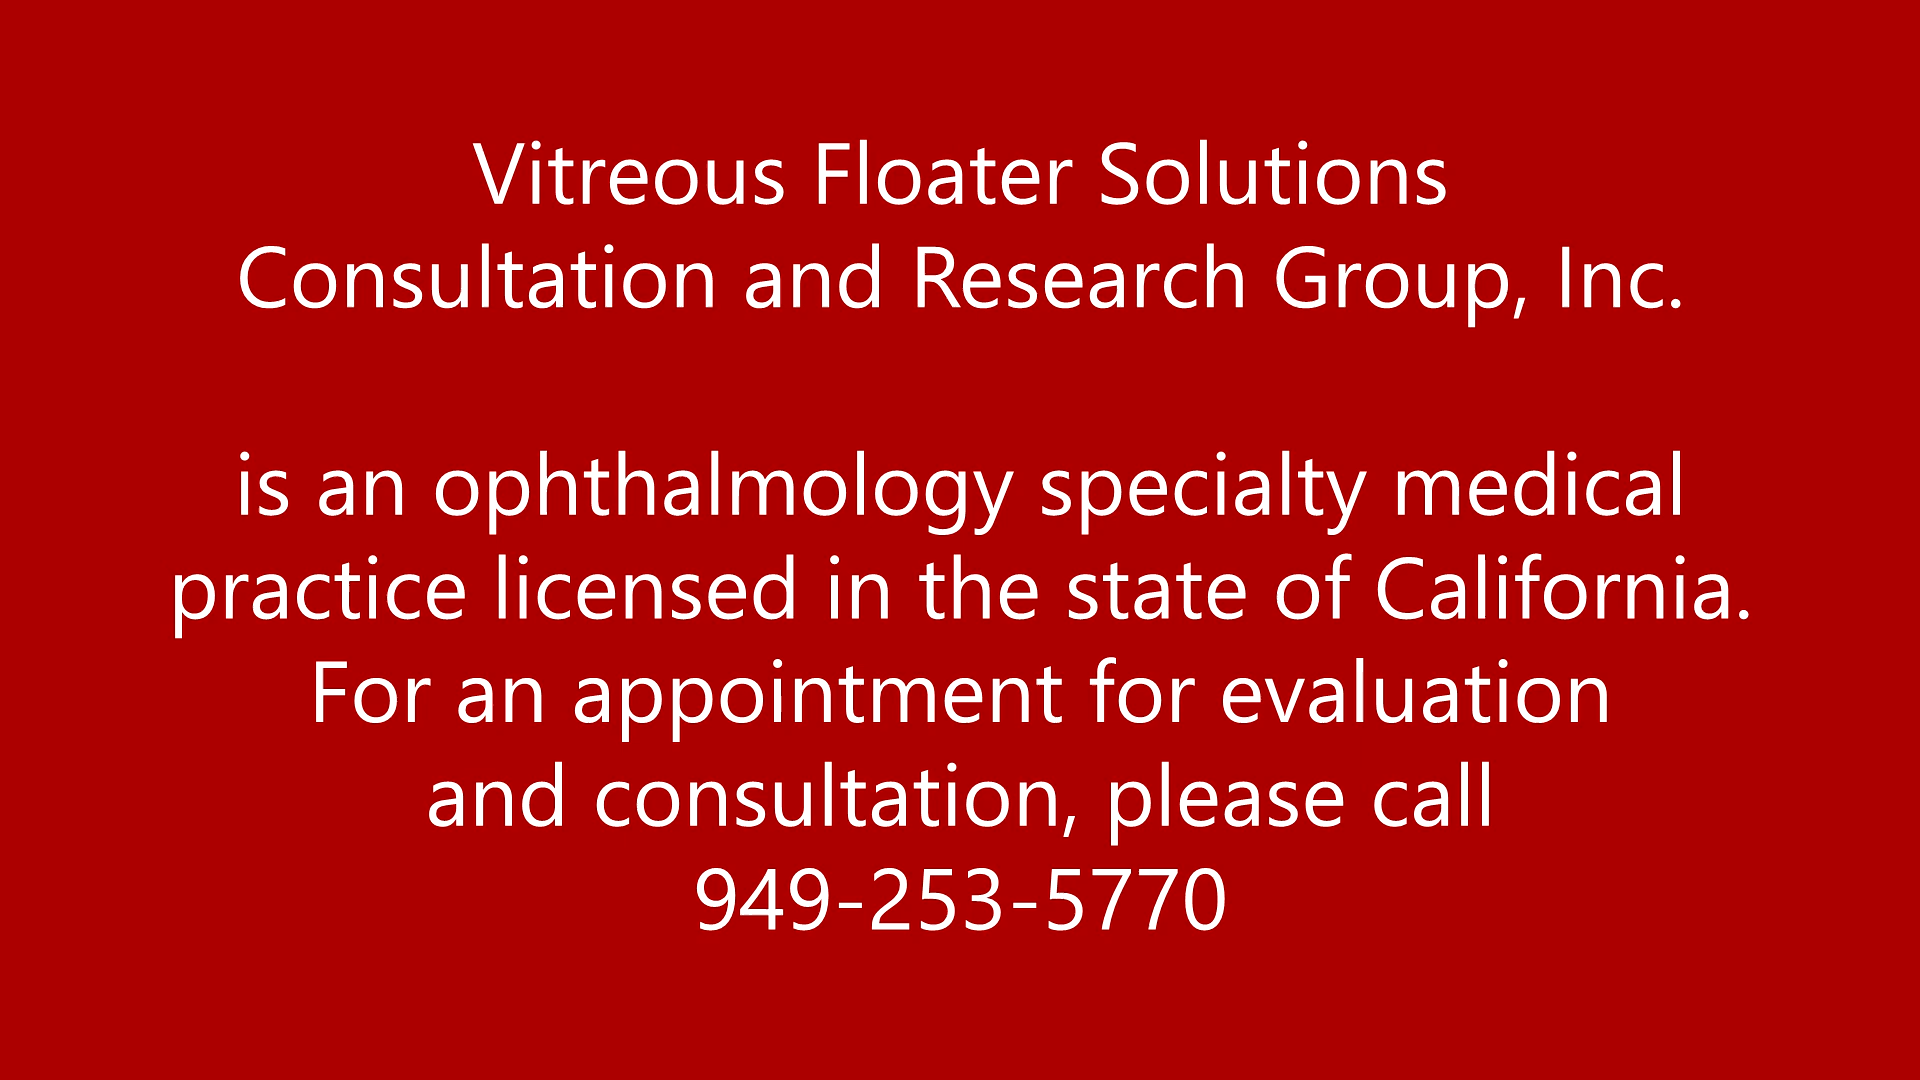 Vitreous Floater Solutions
Consultation and Research Group, Inc.
is an ophthalmology specialty medical
practice licensed in the state of California.
For an appointment for evaluation
and consultation, please call
949-253-5770